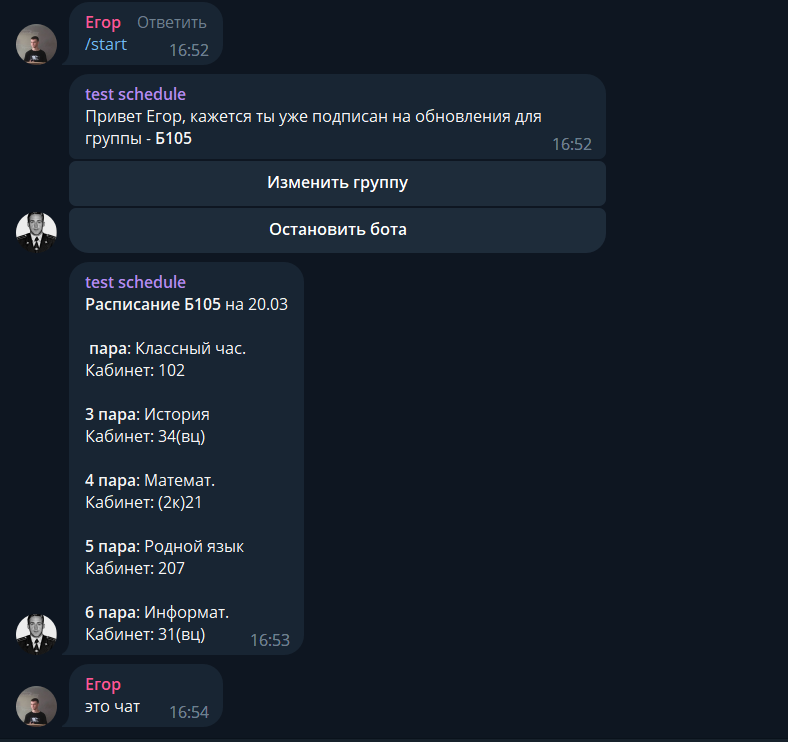 Егор Ответить
/start
16:52
test schedule
Привет Егор, кажется ты уже подписан на обновления для
группы - Б105
16:52
Изменить группу
Остановить бота
test schedule
Расписание Б105 на 20.03
пара: Классный час.
Кабинет: 102
3 пара: История
Кабинет: 34(вц)
4 пара: Математ.
Кабинет: (2к)21
5 пара: Родной язык
Кабинет: 207
6 пара: Информат.
Кабинет: 31(вц)
16:53
Егор
это чат
16:54